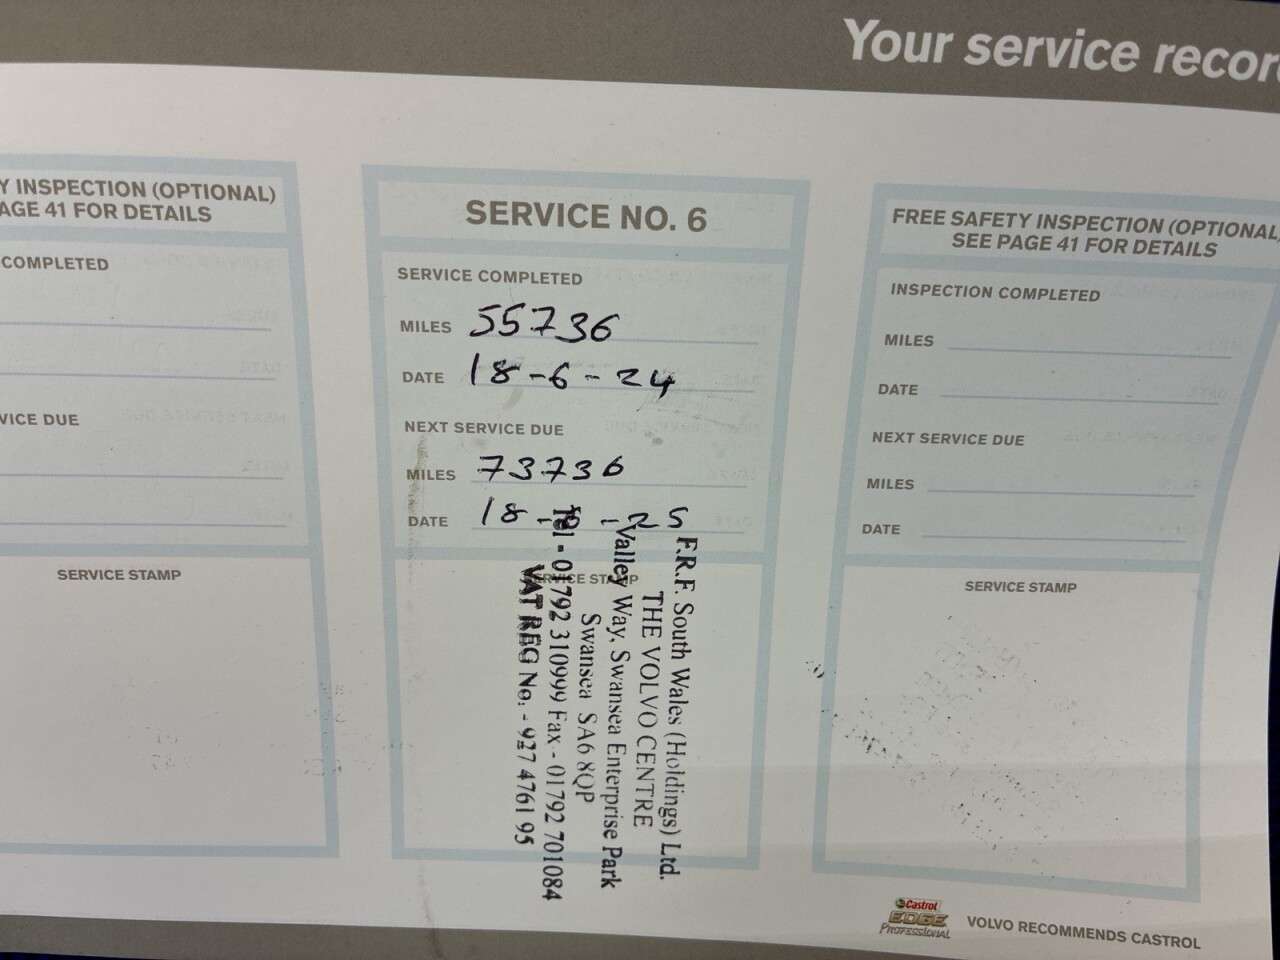 Your service recor
Y INSPECTION (OPTIONAL)
AGE 41 FOR DETAILS
COMPLETED
VICE DUE
SERVICE STAMP
SERVICE NO. 6
SERVICE COMPLETED
MILES 55736
DATE 18-6-24
NEXT SERVICE DUE
MILES 73736
DATE 18 - - 25
SERVICE STAMP
F.R.F. South Wales (Holdings) Ltd.
THE VOLVO CENTRE
Valley Way, Swansea Enterprise Park
Swansea SA6 8QP
Tel - 01792 310999 Fax - 01792 701084
VAT REG No. - 927 4761 95
FREE SAFETY INSPECTION (OPTIONAL
SEE PAGE 41 FOR DETAILS
INSPECTION COMPLETED
MILES
DATE
NEXT SERVICE DUE
MILES
DATE
SERVICE STAMP
Castrol
EDGE
PROFESSIONAL
VOLVO RECOMMENDS CASTROL